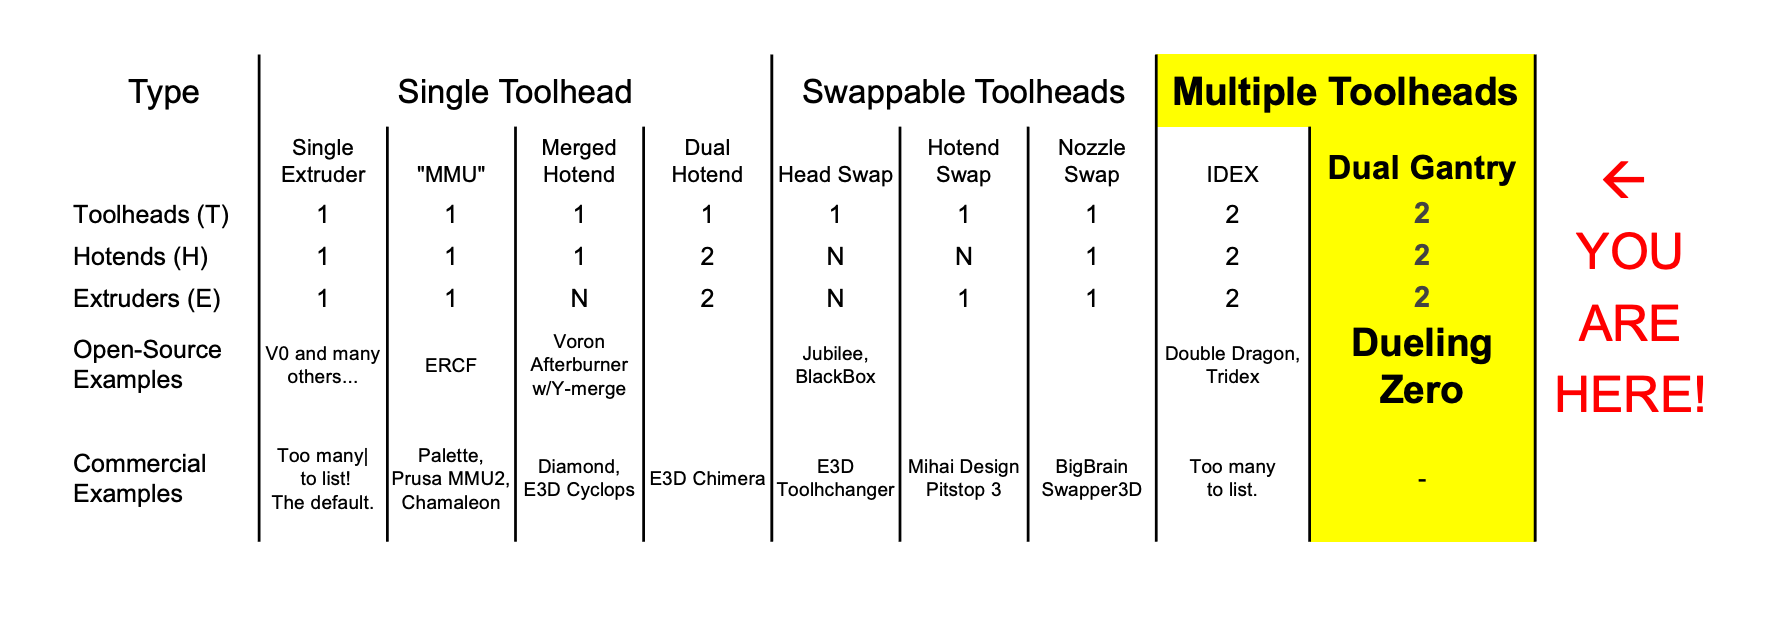 Type Single Toolhead Swappable Toolheads Multiple Toolheads
Single Extruder "MMU" Merged Hotend Dual Hotend Head Swap Hotend Swap Nozzle Swap IDEX Dual Gantry
Toolheads (T) 1 1 1 1 1 1 1 2 2
Hotends (H) 1 1 1 2 N N 1 2 2
Extruders (E) 1 1 N 2 N 1 1 2 2
Open-Source Examples V0 and many others... ERCF Voron Afterburner w/Y-merge Jubilee, BlackBox Double Dragon, Tridex Dueling Zero
Commercial Examples Too many| to list! The default. Palette, Prusa MMU2, Chamaleon Diamond, E3D Cyclops E3D Chimera E3D Toolhchanger Mihai Design Pitstop 3 BigBrain Swapper3D Too many to list. -
←
YOU
ARE
HERE!